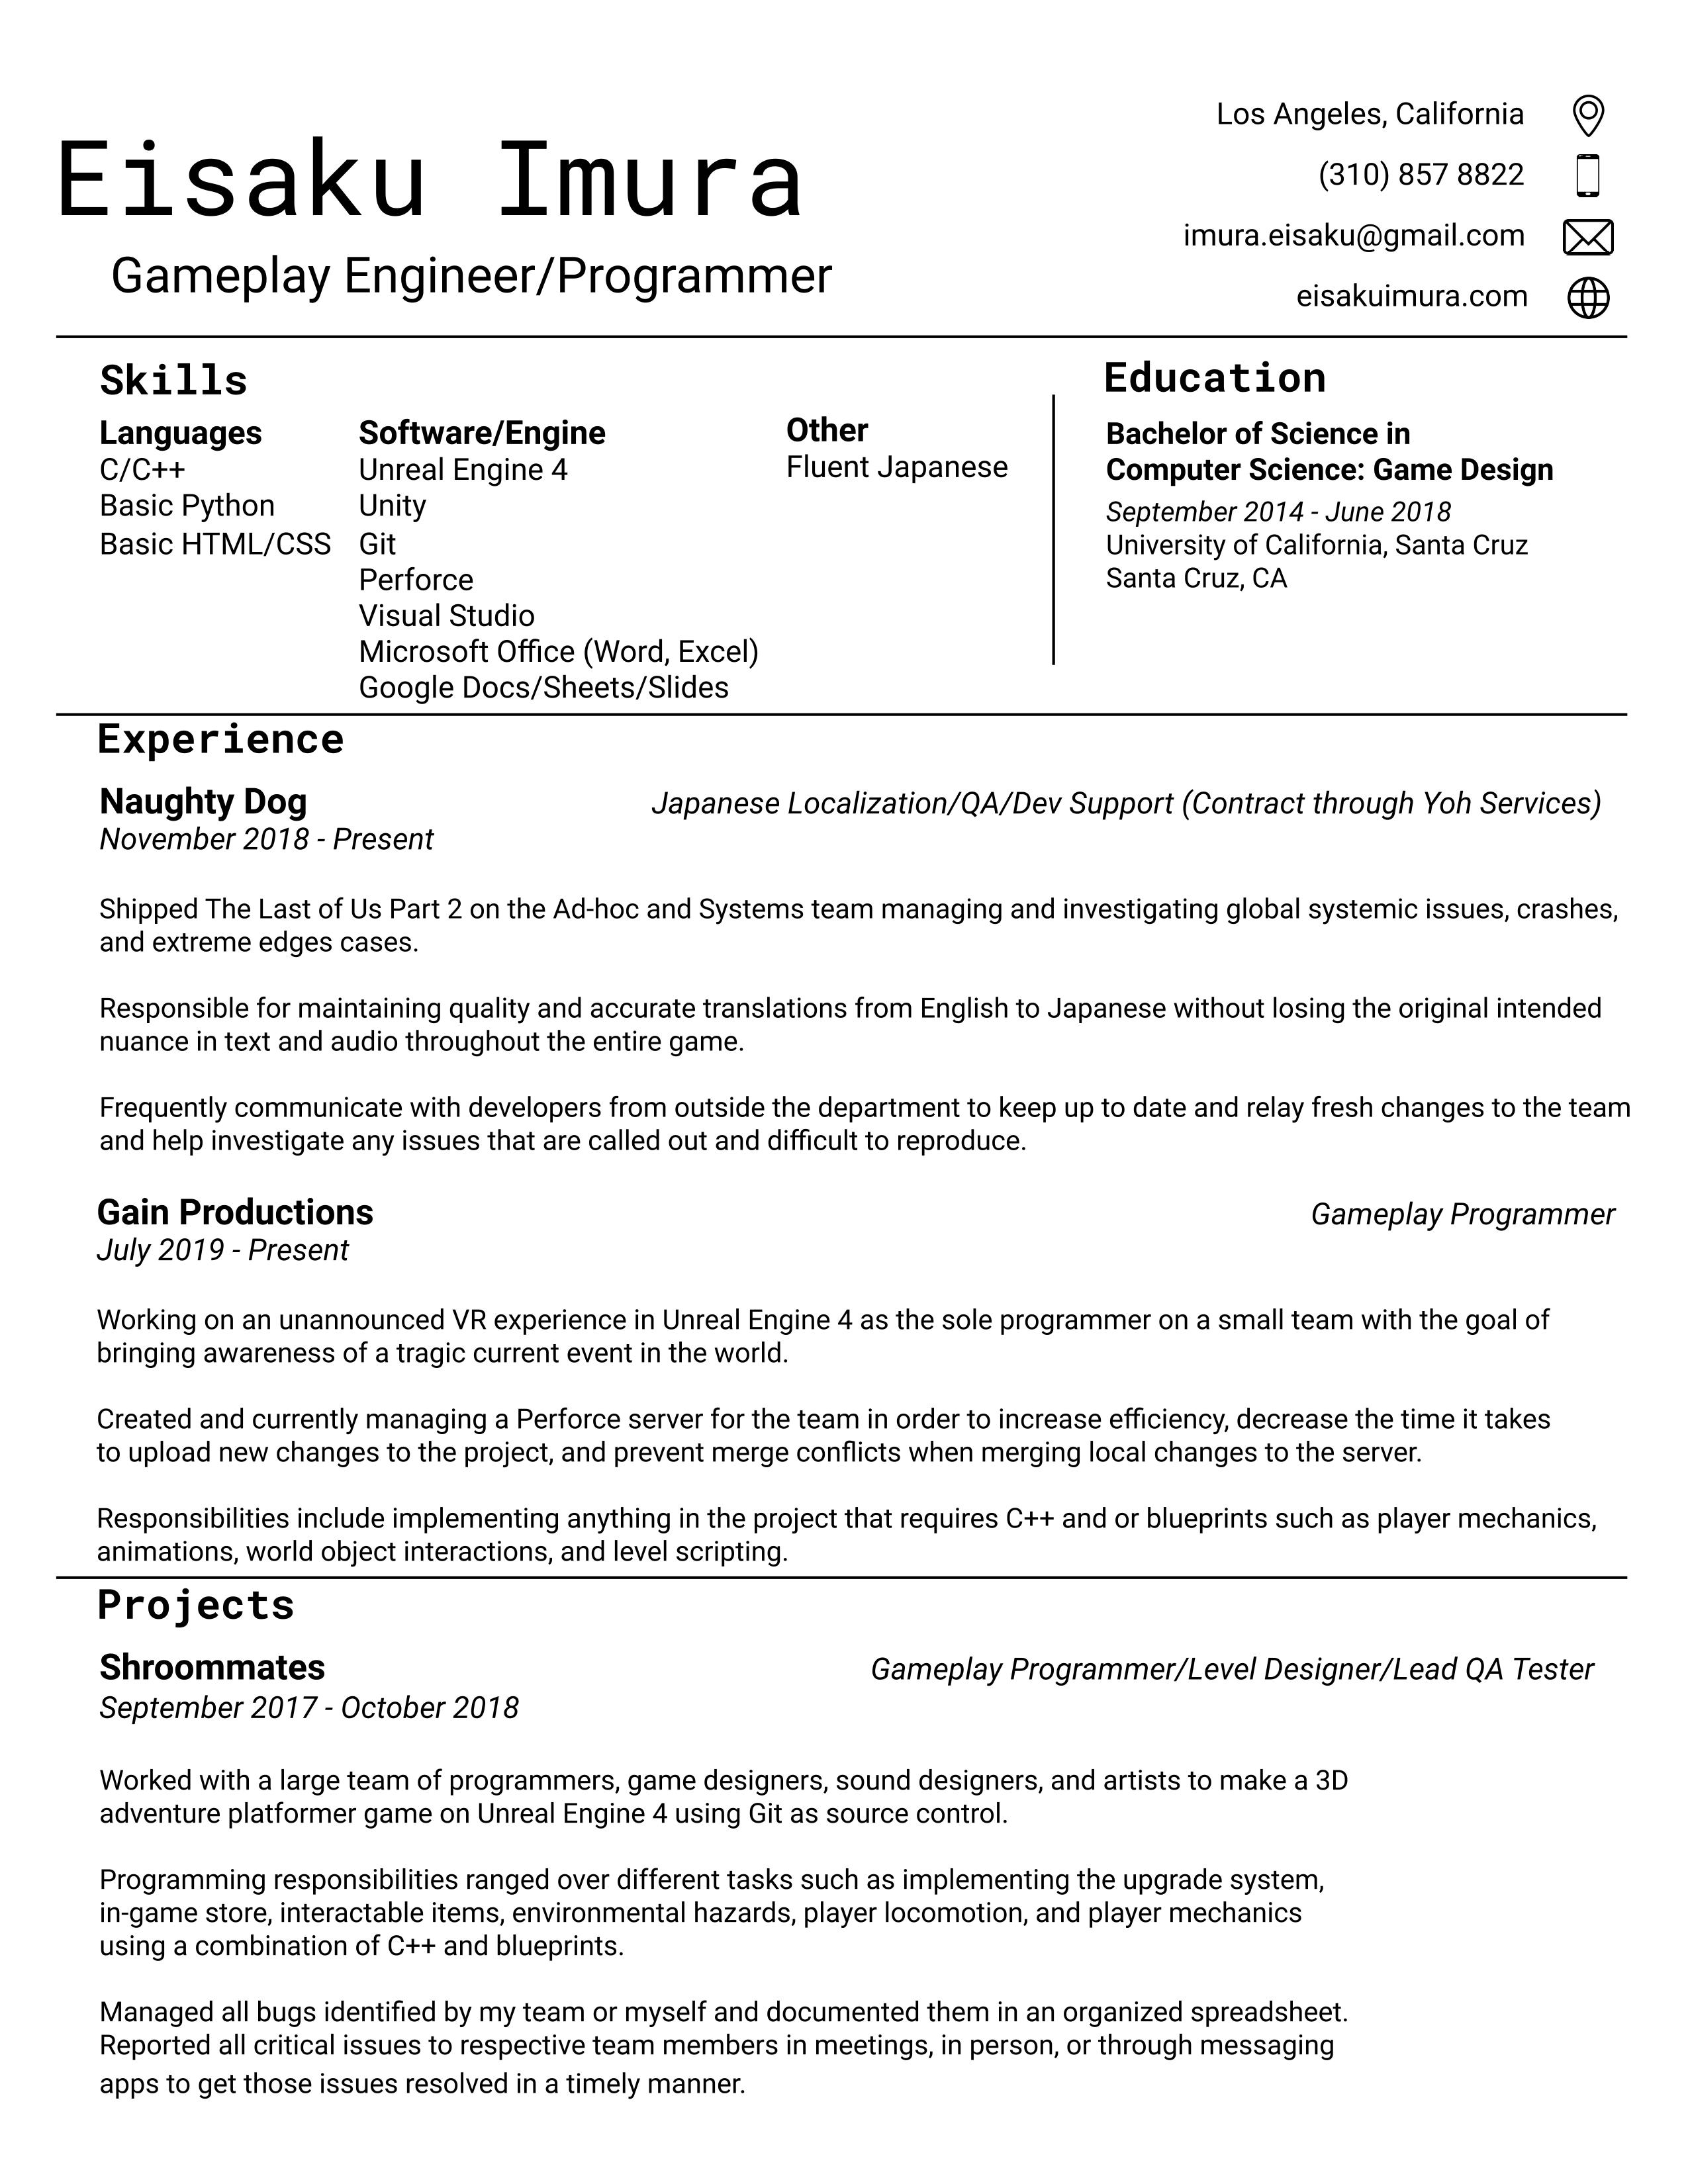 Eisaku Imura
Gameplay Engineer/Programmer
Los Angeles, California
(310) 857 8822
imura.eisaku@gmail.com
eisakuimura.com
Skills
Languages
C/C++
Basic Python
Basic HTML/CSS
Software/Engine
Unreal Engine 4
Unity
Git
Perforce
Visual Studio
Microsoft Office (Word, Excel)
Google Docs/Sheets/Slides
Other
Fluent Japanese
Education
Bachelor of Science in
Computer Science: Game Design
September 2014 - June 2018
University of California, Santa Cruz
Santa Cruz, CA
Experience
Naughty Dog
Japanese Localization/QA/Dev Support (Contract through Yoh Services)
November 2018 - Present
Shipped The Last of Us Part 2 on the Ad-hoc and Systems team managing and investigating global systemic issues, crashes,
and extreme edges cases.
Responsible for maintaining quality and accurate translations from English to Japanese without losing the original intended
nuance in text and audio throughout the entire game.
Frequently communicate with developers from outside the department to keep up to date and relay fresh changes to the team
and help investigate any issues that are called out and difficult to reproduce.
Gain Productions
Gameplay Programmer
July 2019 - Present
Working on an unannounced VR experience in Unreal Engine 4 as the sole programmer on a small team with the goal of
bringing awareness of a tragic current event in the world.
Created and currently managing a Perforce server for the team in order to increase efficiency, decrease the time it takes
to upload new changes to the project, and prevent merge conflicts when merging local changes to the server.
Responsibilities include implementing anything in the project that requires C++ and or blueprints such as player mechanics,
animations, world object interactions, and level scripting.
Projects
Shroommates
Gameplay Programmer/Level Designer/Lead QA Tester
September 2017 - October 2018
Worked with a large team of programmers, game designers, sound designers, and artists to make a 3D
adventure platformer game on Unreal Engine 4 using Git as source control.
Programming responsibilities ranged over different tasks such as implementing the upgrade system,
in-game store, interactable items, environmental hazards, player locomotion, and player mechanics
using a combination of C++ and blueprints.
Managed all bugs identified by my team or myself and documented them in an organized spreadsheet.
Reported all critical issues to respective team members in meetings, in person, or through messaging
apps to get those issues resolved in a timely manner.